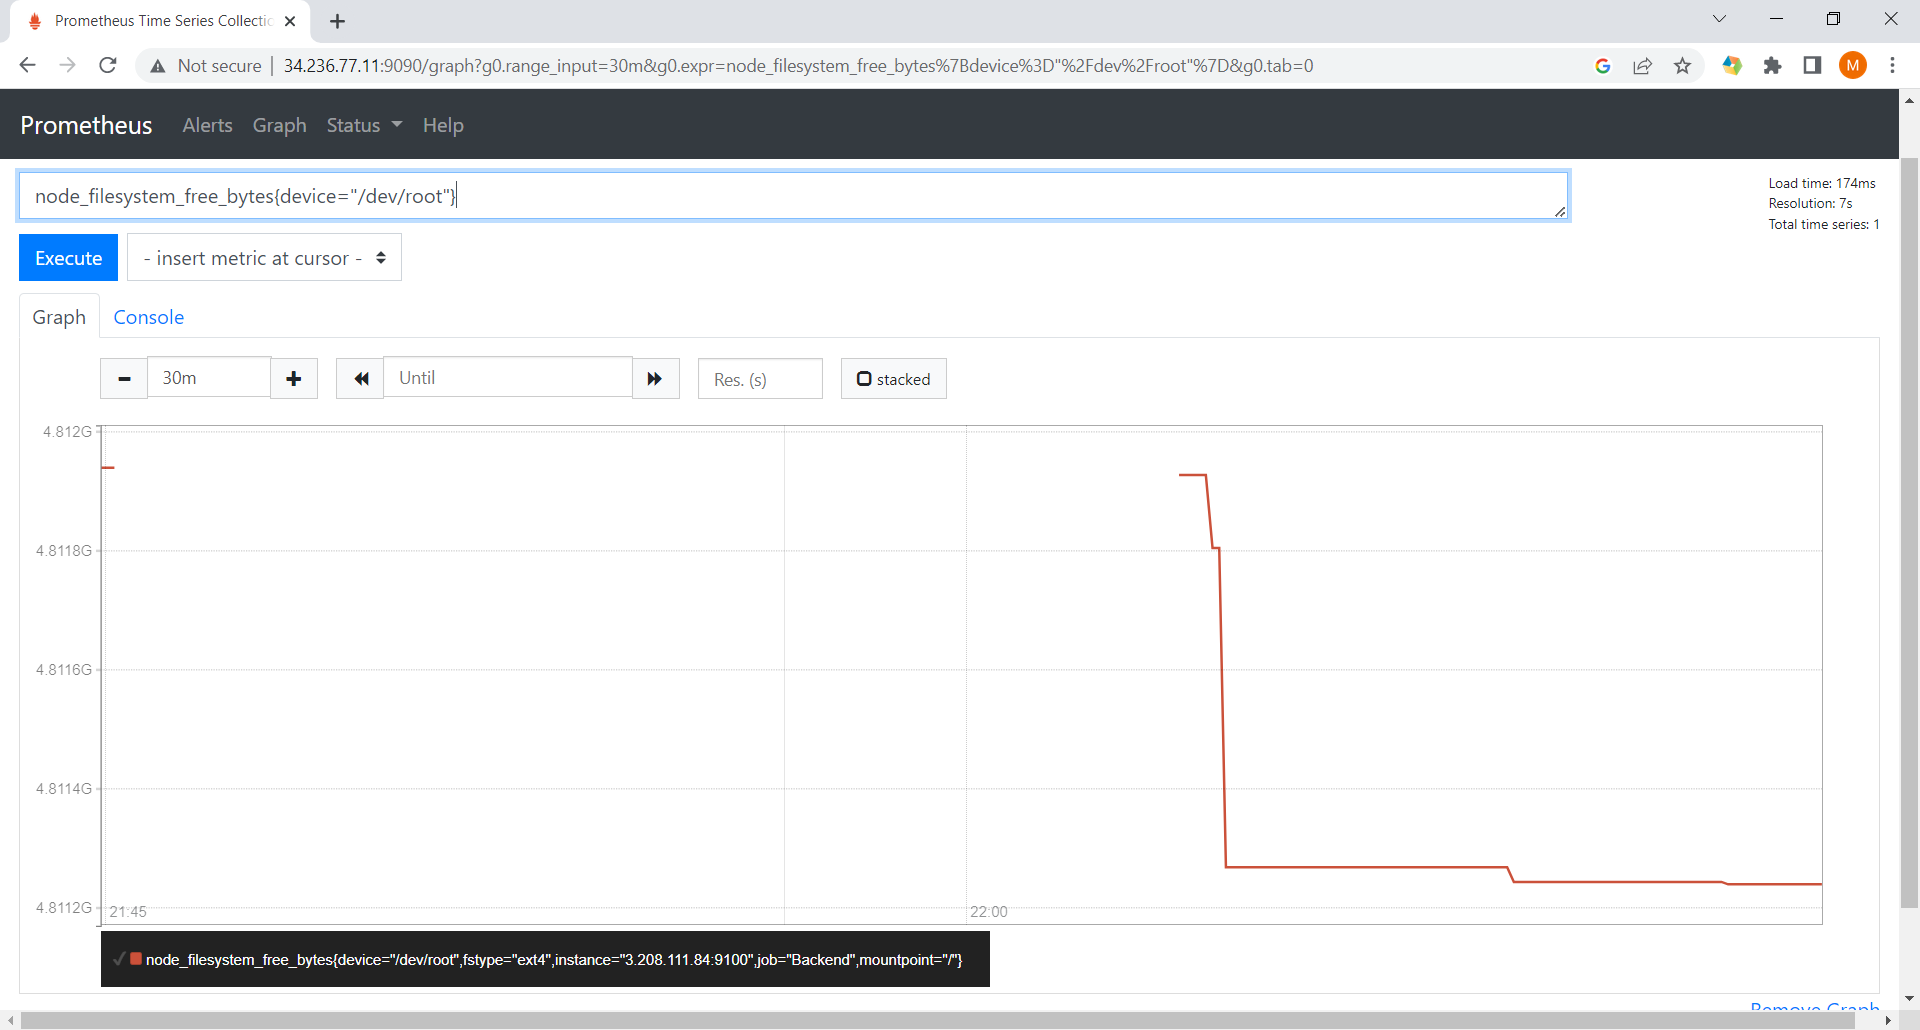 Prometheus Time Series Collectio
Not secure | 34.236.77.11:9090/graph?g0.range_input=30m&g0.expr=node_filesystem_free_bytes%7Bdevice%3D"%2Fdev%2Froot"%7D&g0.tab=0
M
Prometheus Alerts Graph Status Help
node_filesystem_free_bytes{device="/dev/root"}
Load time: 174ms
Resolution: 7s
Total time series: 1
Execute - insert metric at cursor -
Graph Console
30m Until Res. (s) stacked
4.812G
4.8118G
4.8116G
4.8114G
4.8112G
21:45 22:00
node_filesystem_free_bytes{device="/dev/root",fstype="ext4",instance="3.208.111.84:9100",job="Backend",mountpoint="/"}
Remove Graph